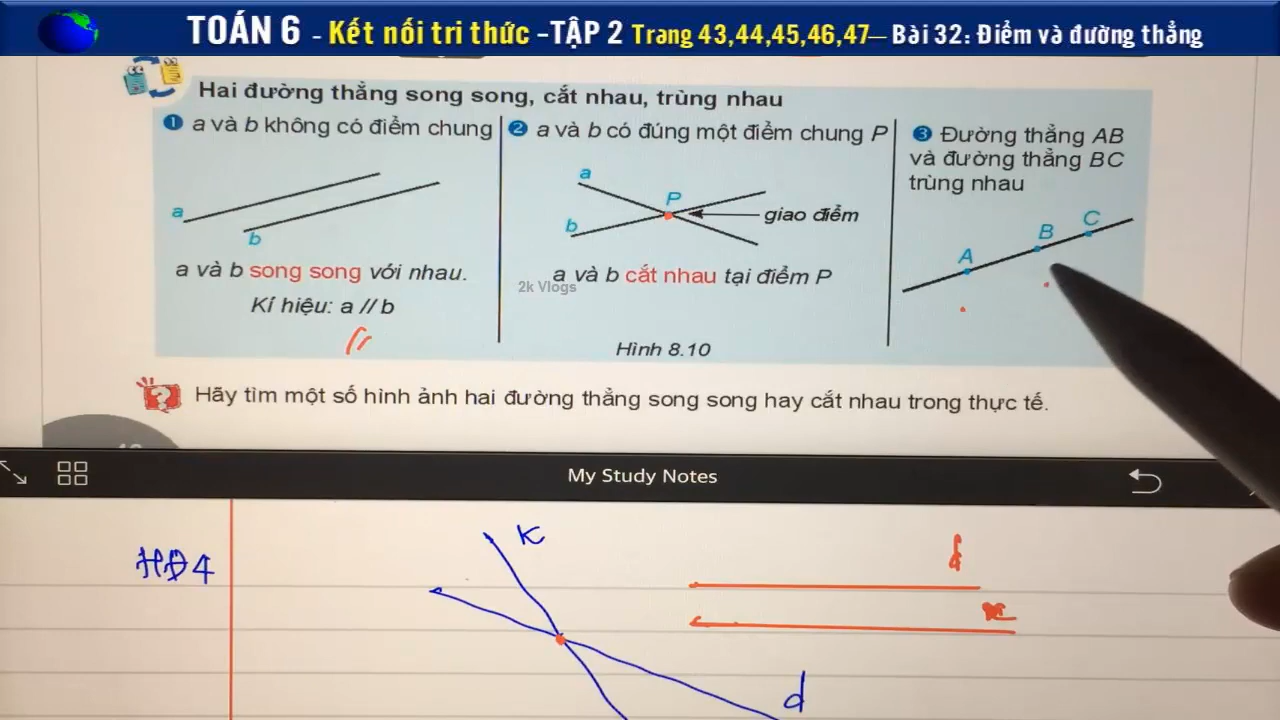 TOÁN 6 - Kết nối tri thức -TẬP 2 Trang 43,44,45,46,47- Bài 32: Điểm và đường thẳng
Hai đường thẳng song song, cắt nhau, trùng nhau
1 a và b không có điểm chung
a
b
a và b song song với nhau.
Kí hiệu: a // b
//
2 a và b có đúng một điểm chung P
a
P
b
giao điểm
a và b cắt nhau tại điểm P
2k Vlogs
Hình 8.10
3 Đường thẳng AB
và đường thẳng BC
trùng nhau
A
B
C
Hãy tìm một số hình ảnh hai đường thẳng song song hay cắt nhau trong thực tế.
My Study Notes
HĐ4
k
d